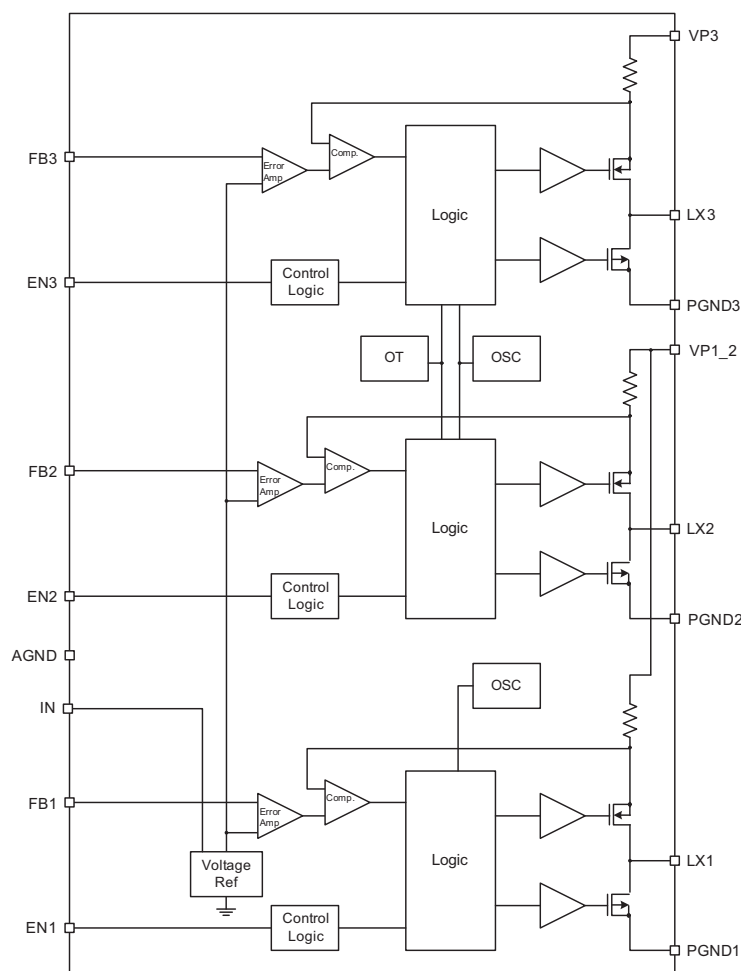 VP3
FB3
Error
Amp
Comp.
Logic
LX3
EN3
Control
Logic
PGND3
OT
OSC
VP1_2
FB2
Error
Amp
Comp.
Logic
LX2
EN2
Control
Logic
PGND2
AGND
OSC
IN
FB1
Error
Amp
Comp.
Logic
Voltage
Ref
LX1
EN1
Control
Logic
PGND1